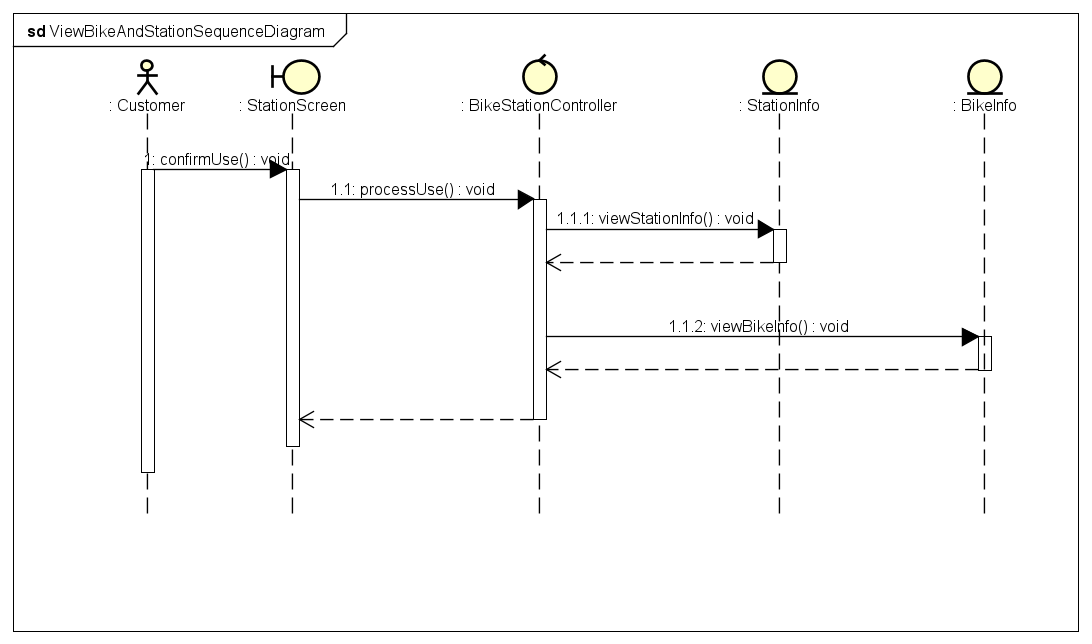 sd ViewBikeAndStationSequenceDiagram
: Customer
: StationScreen
: BikeStationController
: StationInfo
: BikeInfo
1: confirmUse() : void
1.1: processUse() : void
1.1.1: viewStationInfo() : void
1.1.2: viewBikeInfo() : void